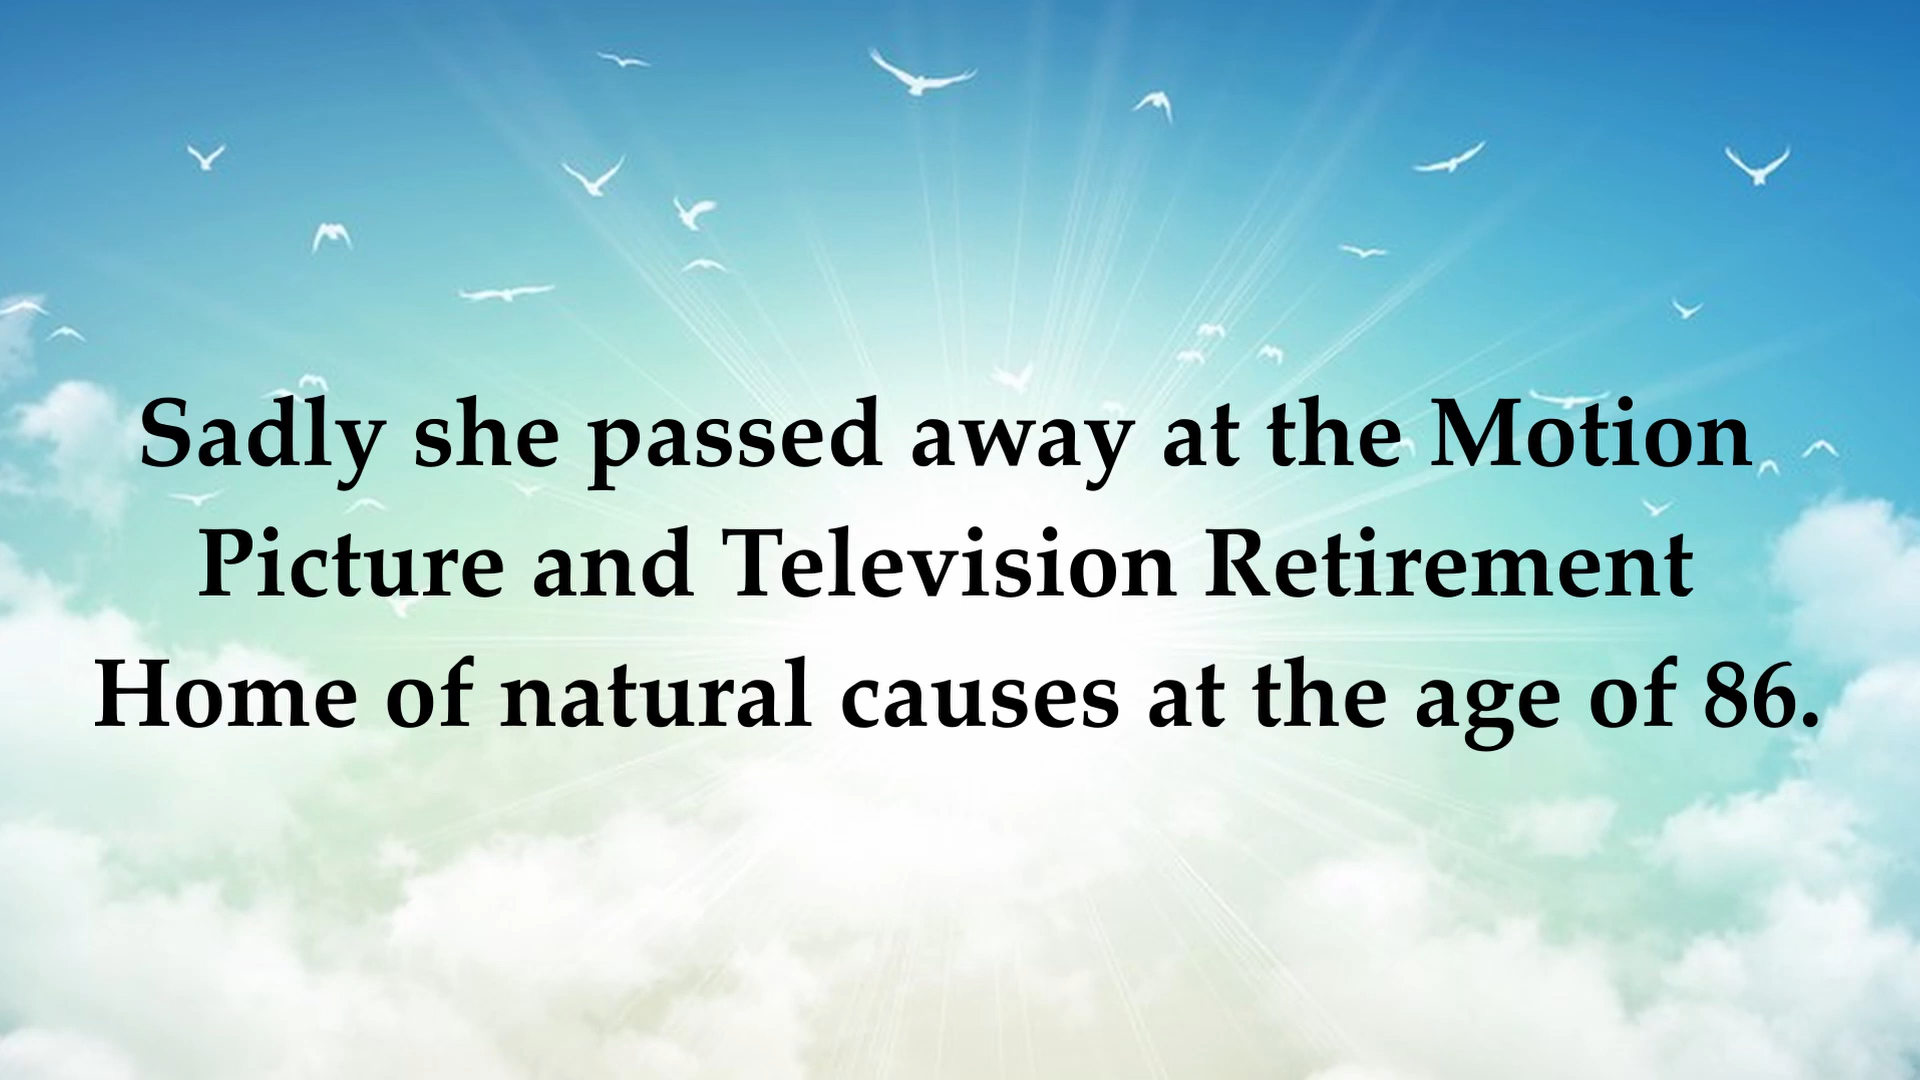 Sadly she passed away at the Motion
Picture and Television Retirement
Home of natural causes at the age of 86.